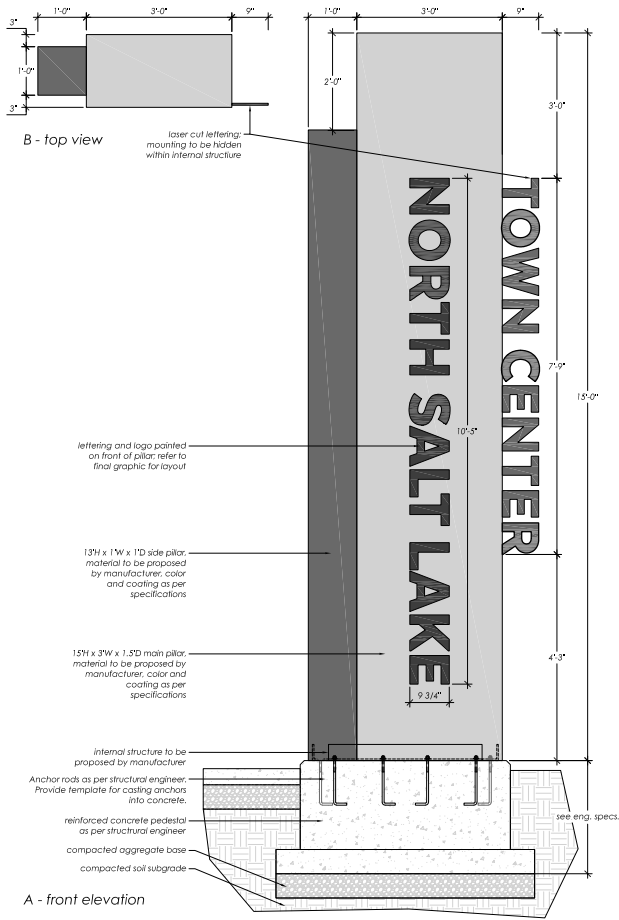 1'-0"
3'-0"
9"
3"
1'-0"
3"
B - top view
laser cut lettering;
mounting to be hidden
within internal structiure
1'-0"
3'-0"
9"
2'-0"
3'-0"
NORTH SALT LAKE
TOWN CENTER
7'-9"
15'-0"
10'-5"
lettering and logo painted
on front of pillar; refer to
final graphic for layout
13'H x 1'W x 1'D side pillar,
material to be proposed
by manufacturer, color
and coating as per
specifications
15'H x 3'W x 1.5'D main pillar,
material to be proposed by
manufacturer, color and
coating as per
specifications
4'-3"
9 3/4"
internal structure to be
proposed by manufacturer
Anchor rods as per structural engineer.
Provide template for casting anchors
into concrete.
reinforced concrete pedestal
as per structrural engineer
see eng. specs.
compacted aggregate base
compacted soil subgrade
A - front elevation